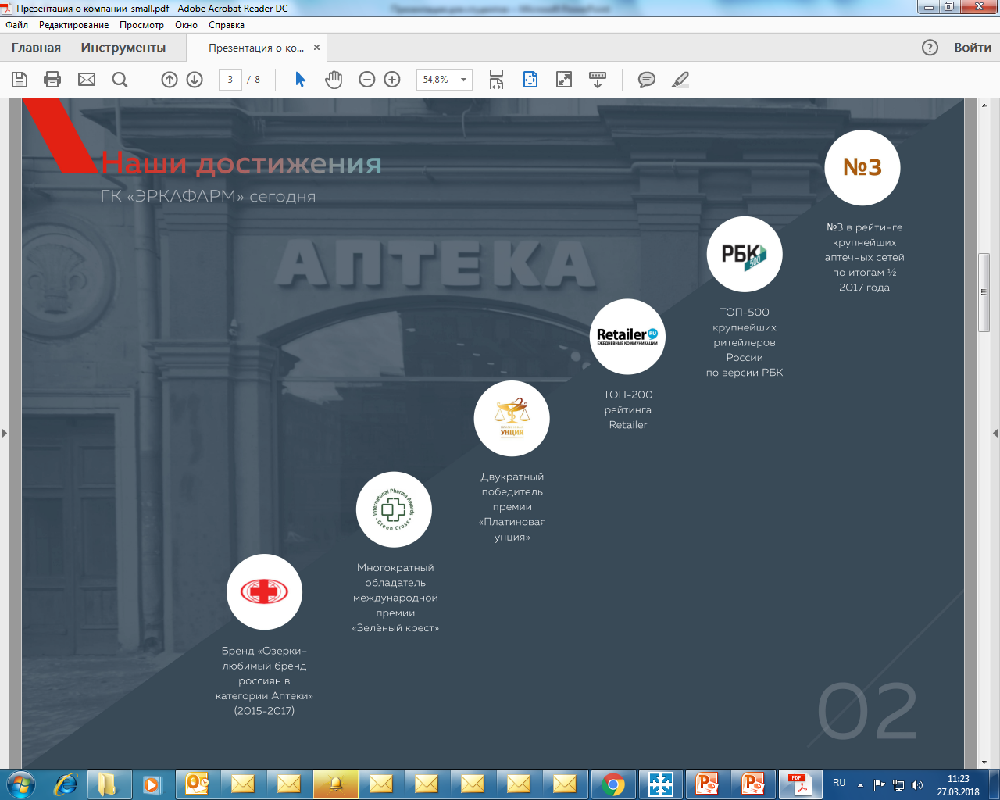 Презентация о компании_small.pdf - Adobe Acrobat Reader DC
Файл Редактирование Просмотр Окно Справка
Главная Инструменты Презентация о ко... × ? Войти
3 / 8 54,8%
Наши достижения
ГК «ЭРКАФАРМ» сегодня
АПТЕКА
№3
№3 в рейтинге
крупнейших
аптечных сетей
по итогам ½
2017 года
РБК
500
ТОП-500
крупнейших
ритейлеров
России
по версии РБК
Retailer RU
ЕЖЕДНЕВНЫЕ КОММУНИКАЦИИ
ТОП-200
рейтинга
Retailer
УНЦИЯ
Двукратный
победитель
премии
«Платиновая
унция»
International Pharma Awards
Green Cross
Многократный
обладатель
международной
премии
«Зелёный крест»
Бренд «Озерки–
любимый бренд
россиян в
категории Аптеки»
(2015-2017)
02
PDF
RU
11:23
27.03.2018